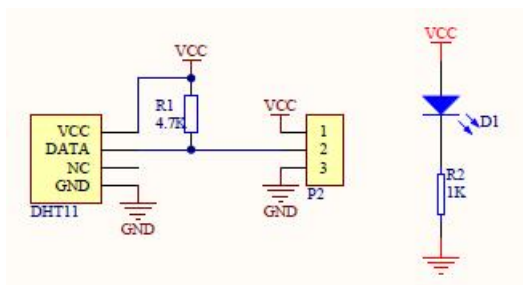 VCC
VCC
R1
4.7K
VCC
D1
VCC
DATA
NC
GND
1
2
3
R2
1K
DHT11
GND
GND
P2